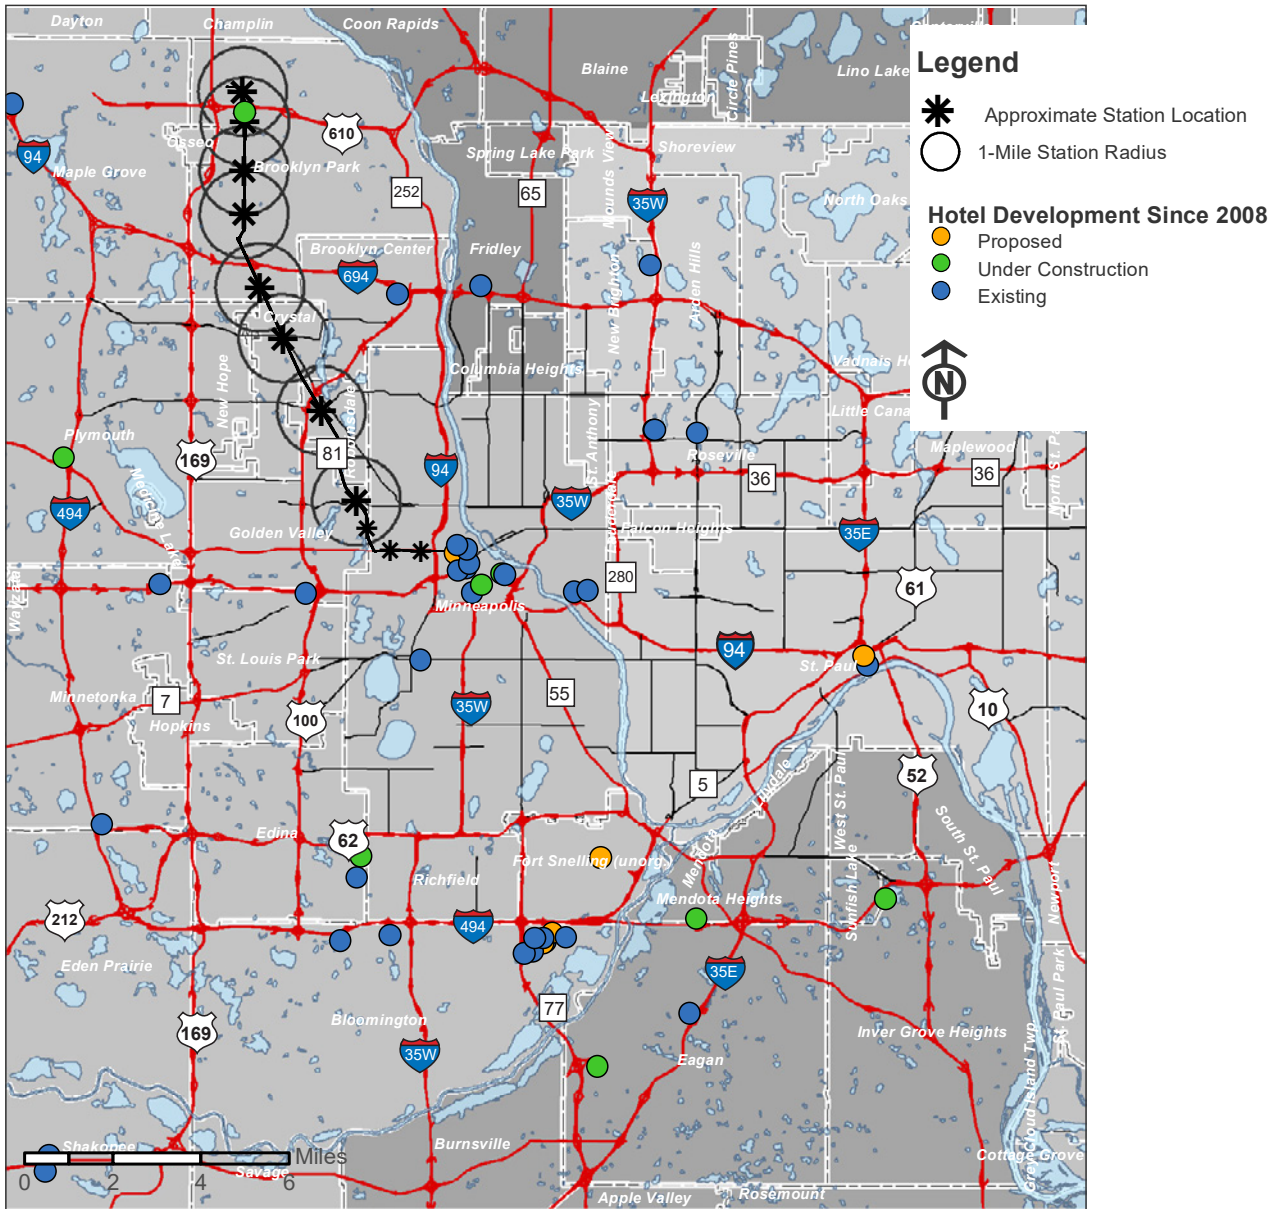 Dayton
Champlin
Coon Rapids
Blaine
Circle Pines
Lino Lake
Lexington
Legend
Approximate Station Location
1-Mile Station Radius
Hotel Development Since 2008
Proposed
Under Construction
Existing
N
610
94
Maple Grove
Osseo
Brooklyn Park
252
Spring Lake Park
65
Mounds View
Shoreview
35W
North Oaks
Brooklyn Center
694
Fridley
New Brighton
Arden Hills
Crystal
New Hope
Columbia Heights
Vadnais H
Little Cana
Robbinsdale
St. Anthony
Plymouth
169
81
94
Roseville
36
Maplewood
36
North St. Pa
Medicine Lake
494
35W
Golden Valley
Lauderdale
Falcon Heights
35E
280
61
Wayzata
Minneapolis
St. Louis Park
94
St. Paul
Minnetonka
7
Hopkins
100
35W
55
10
5
52
Lilydale
West St. Paul
South St. Paul
Edina
62
Fort Snelling (unorg.)
Mendota
Richfield
Mendota Heights
Sunfish Lake
Newport
212
494
Eden Prairie
35E
77
St. Paul Park
169
Bloomington
35W
Inver Grove Heights
Eagan
Grey Cloud Island Twp.
Shakopee
Miles
0
2
4
6
Savage
Burnsville
Cottage Grove
Apple Valley
Rosemount